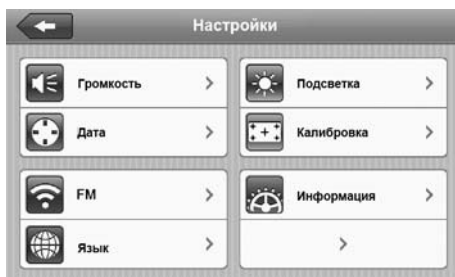 Настройки
Громкость
Подсветка
Дата
Калибровка
FM
Информация
Язык